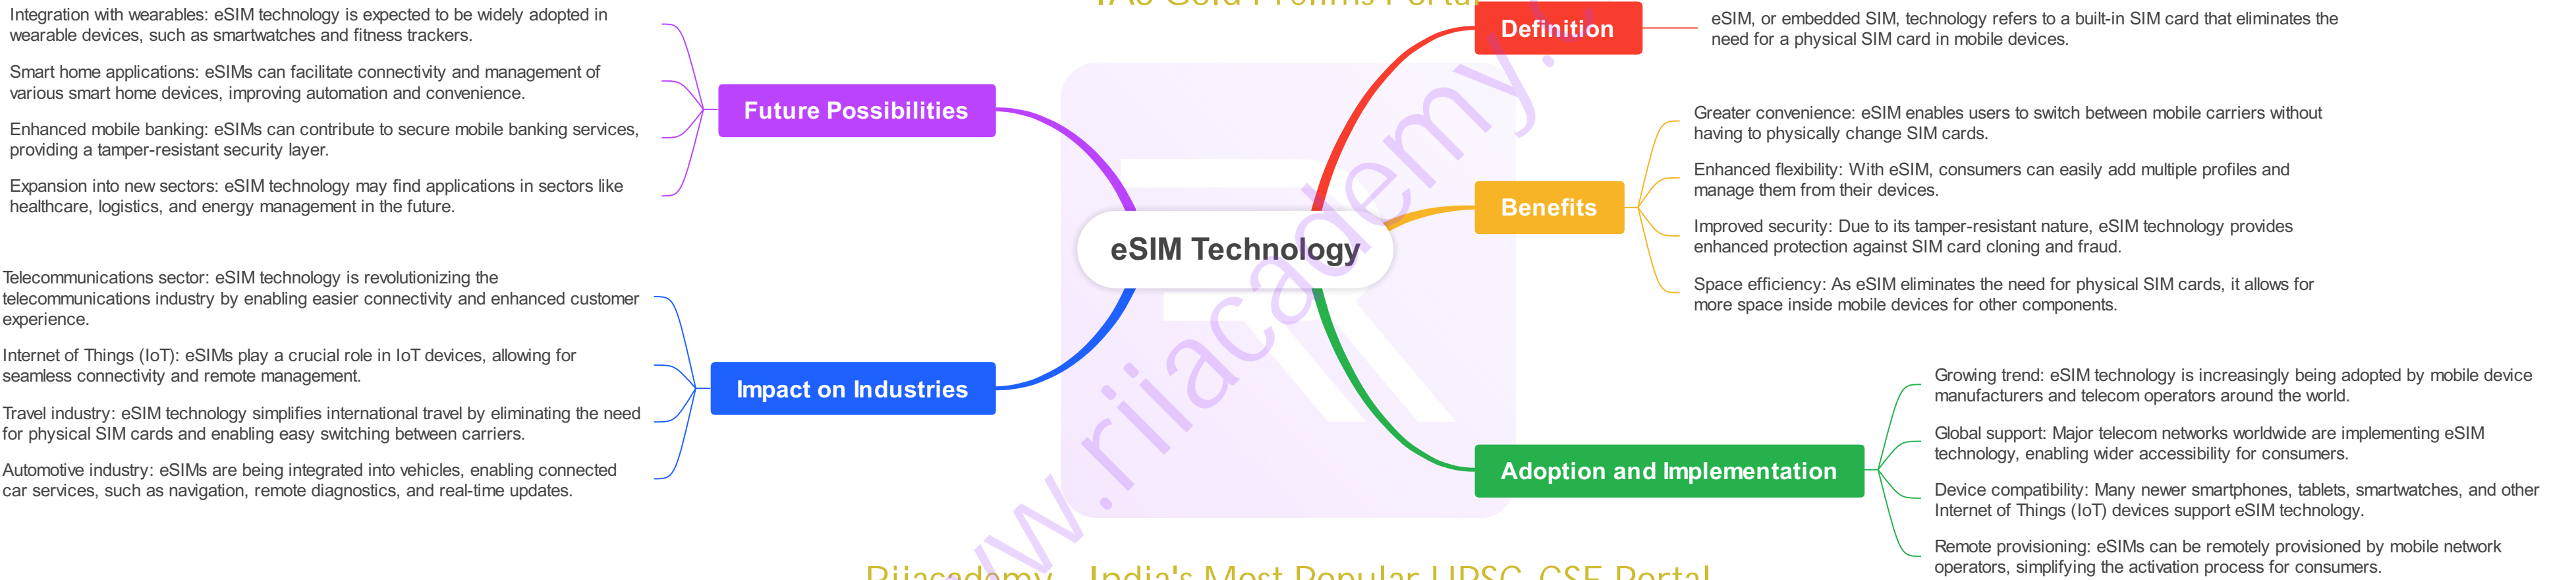 IAS Gold Prelims Portal
eSIM Technology
Definition
eSIM, or embedded SIM, technology refers to a built-in SIM card that eliminates the
need for a physical SIM card in mobile devices.
Benefits
Greater convenience: eSIM enables users to switch between mobile carriers without
having to physically change SIM cards.
Enhanced flexibility: With eSIM, consumers can easily add multiple profiles and
manage them from their devices.
Improved security: Due to its tamper-resistant nature, eSIM technology provides
enhanced protection against SIM card cloning and fraud.
Space efficiency: As eSIM eliminates the need for physical SIM cards, it allows for
more space inside mobile devices for other components.
Adoption and Implementation
Growing trend: eSIM technology is increasingly being adopted by mobile device
manufacturers and telecom operators around the world.
Global support: Major telecom networks worldwide are implementing eSIM
technology, enabling wider accessibility for consumers.
Device compatibility: Many newer smartphones, tablets, smartwatches, and other
Internet of Things (IoT) devices support eSIM technology.
Remote provisioning: eSIMs can be remotely provisioned by mobile network
operators, simplifying the activation process for consumers.
Future Possibilities
Integration with wearables: eSIM technology is expected to be widely adopted in
wearable devices, such as smartwatches and fitness trackers.
Smart home applications: eSIMs can facilitate connectivity and management of
various smart home devices, improving automation and convenience.
Enhanced mobile banking: eSIMs can contribute to secure mobile banking services,
providing a tamper-resistant security layer.
Expansion into new sectors: eSIM technology may find applications in sectors like
healthcare, logistics, and energy management in the future.
Impact on Industries
Telecommunications sector: eSIM technology is revolutionizing the
telecommunications industry by enabling easier connectivity and enhanced customer
experience.
Internet of Things (IoT): eSIMs play a crucial role in IoT devices, allowing for
seamless connectivity and remote management.
Travel industry: eSIM technology simplifies international travel by eliminating the need
for physical SIM cards and enabling easy switching between carriers.
Automotive industry: eSIMs are being integrated into vehicles, enabling connected
car services, such as navigation, remote diagnostics, and real-time updates.
Rijacademy - India's Most Popular UPSC-CSE Portal